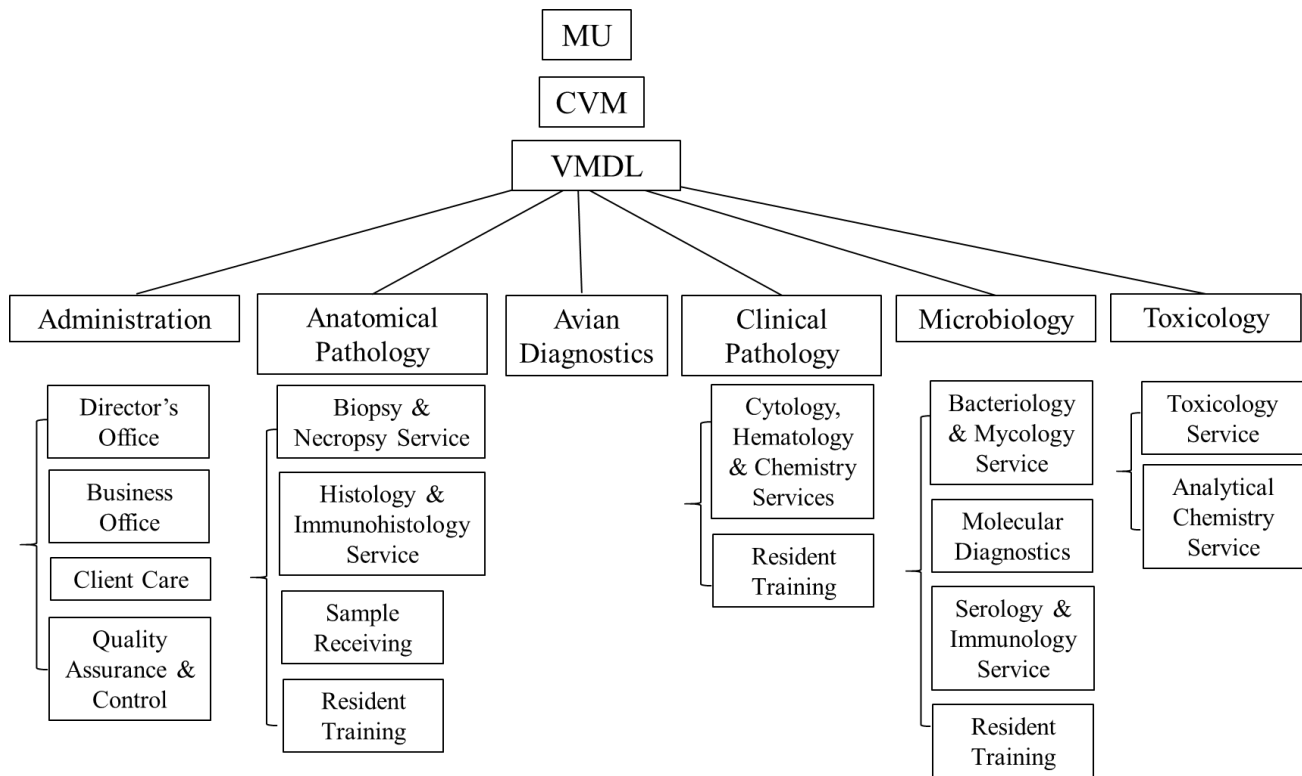 MU
CVM
VMDL
Administration
Anatomical
Pathology
Avian
Diagnostics
Clinical
Pathology
Microbiology
Toxicology
Director’s
Office
Business
Office
Client Care
Quality
Assurance &
Control
Biopsy &
Necropsy Service
Histology &
Immunohistology
Service
Sample
Receiving
Resident
Training
Cytology,
Hematology
& Chemistry
Services
Resident
Training
Bacteriology
& Mycology
Service
Molecular
Diagnostics
Serology &
Immunology
Service
Resident
Training
Toxicology
Service
Analytical
Chemistry
Service